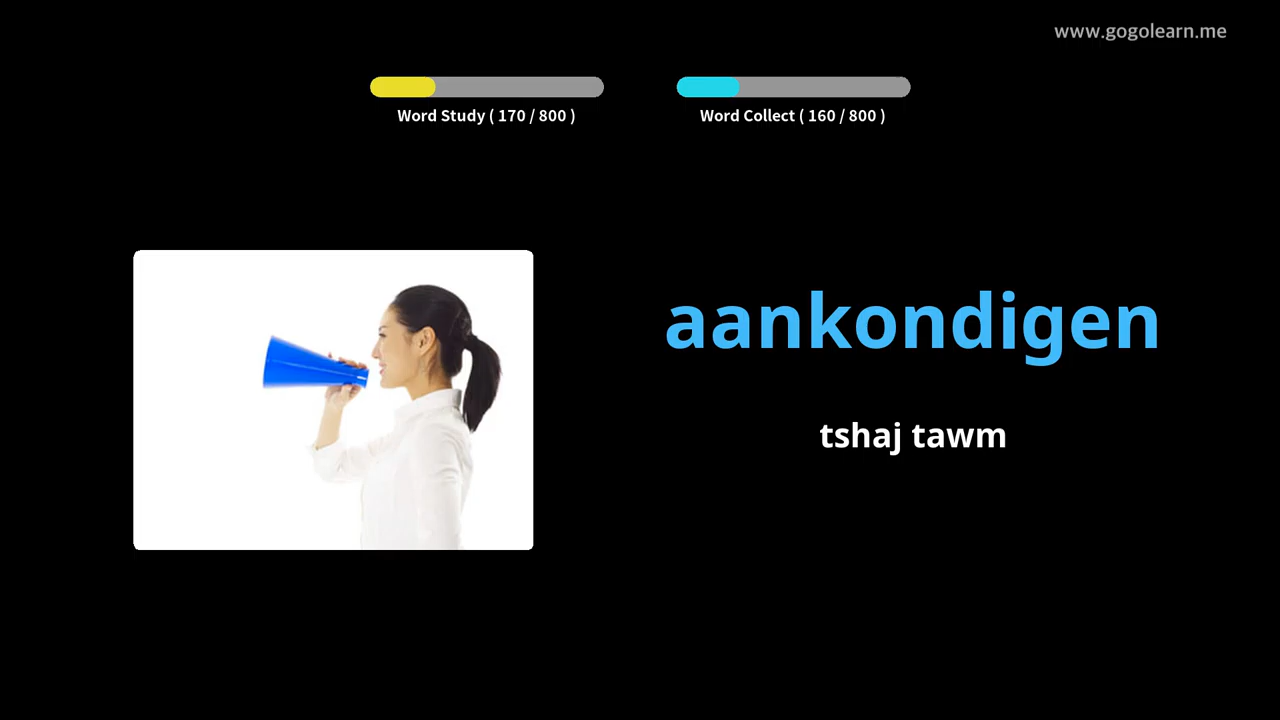 www.gogolearn.me
Word Study ( 170 / 800 )
Word Collect ( 160 / 800 )
aankondigen
tshaj tawm